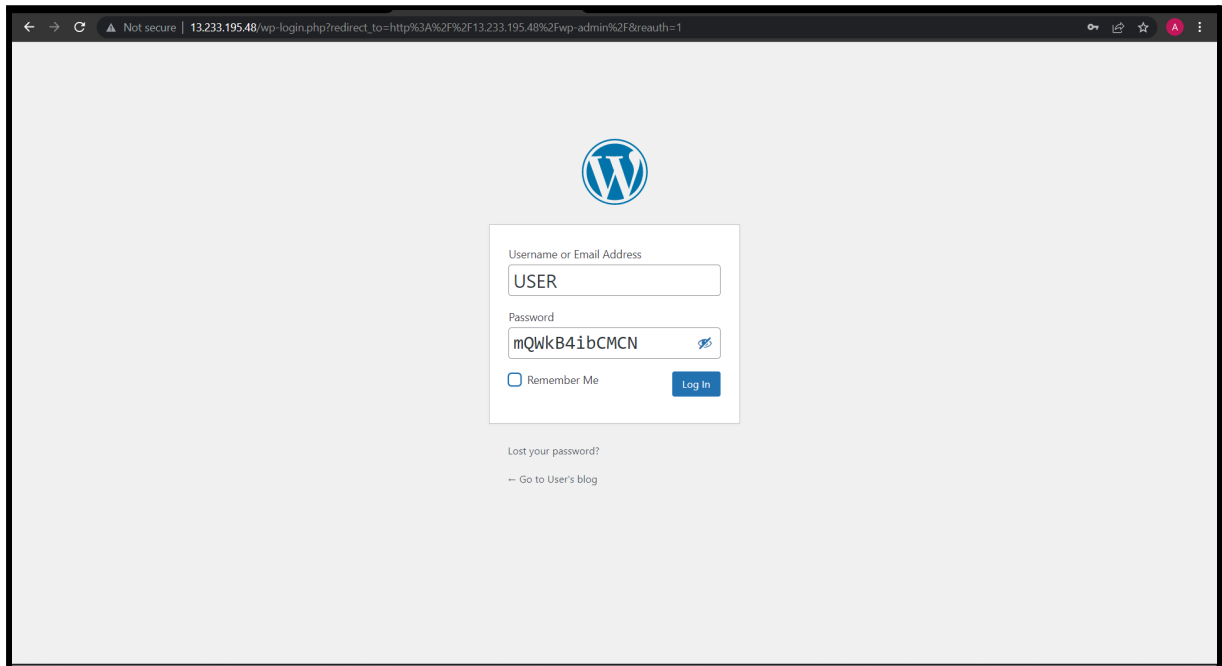 Not secure | 13.233.195.48/wp-login.php?redirect_to=http%3A%2F%2F13.233.195.48%2Fwp-admin%2F&reauth=1
A
Username or Email Address
USER
Password
mQWkB4ibCMCN
Remember Me
Log In
Lost your password?
← Go to User's blog